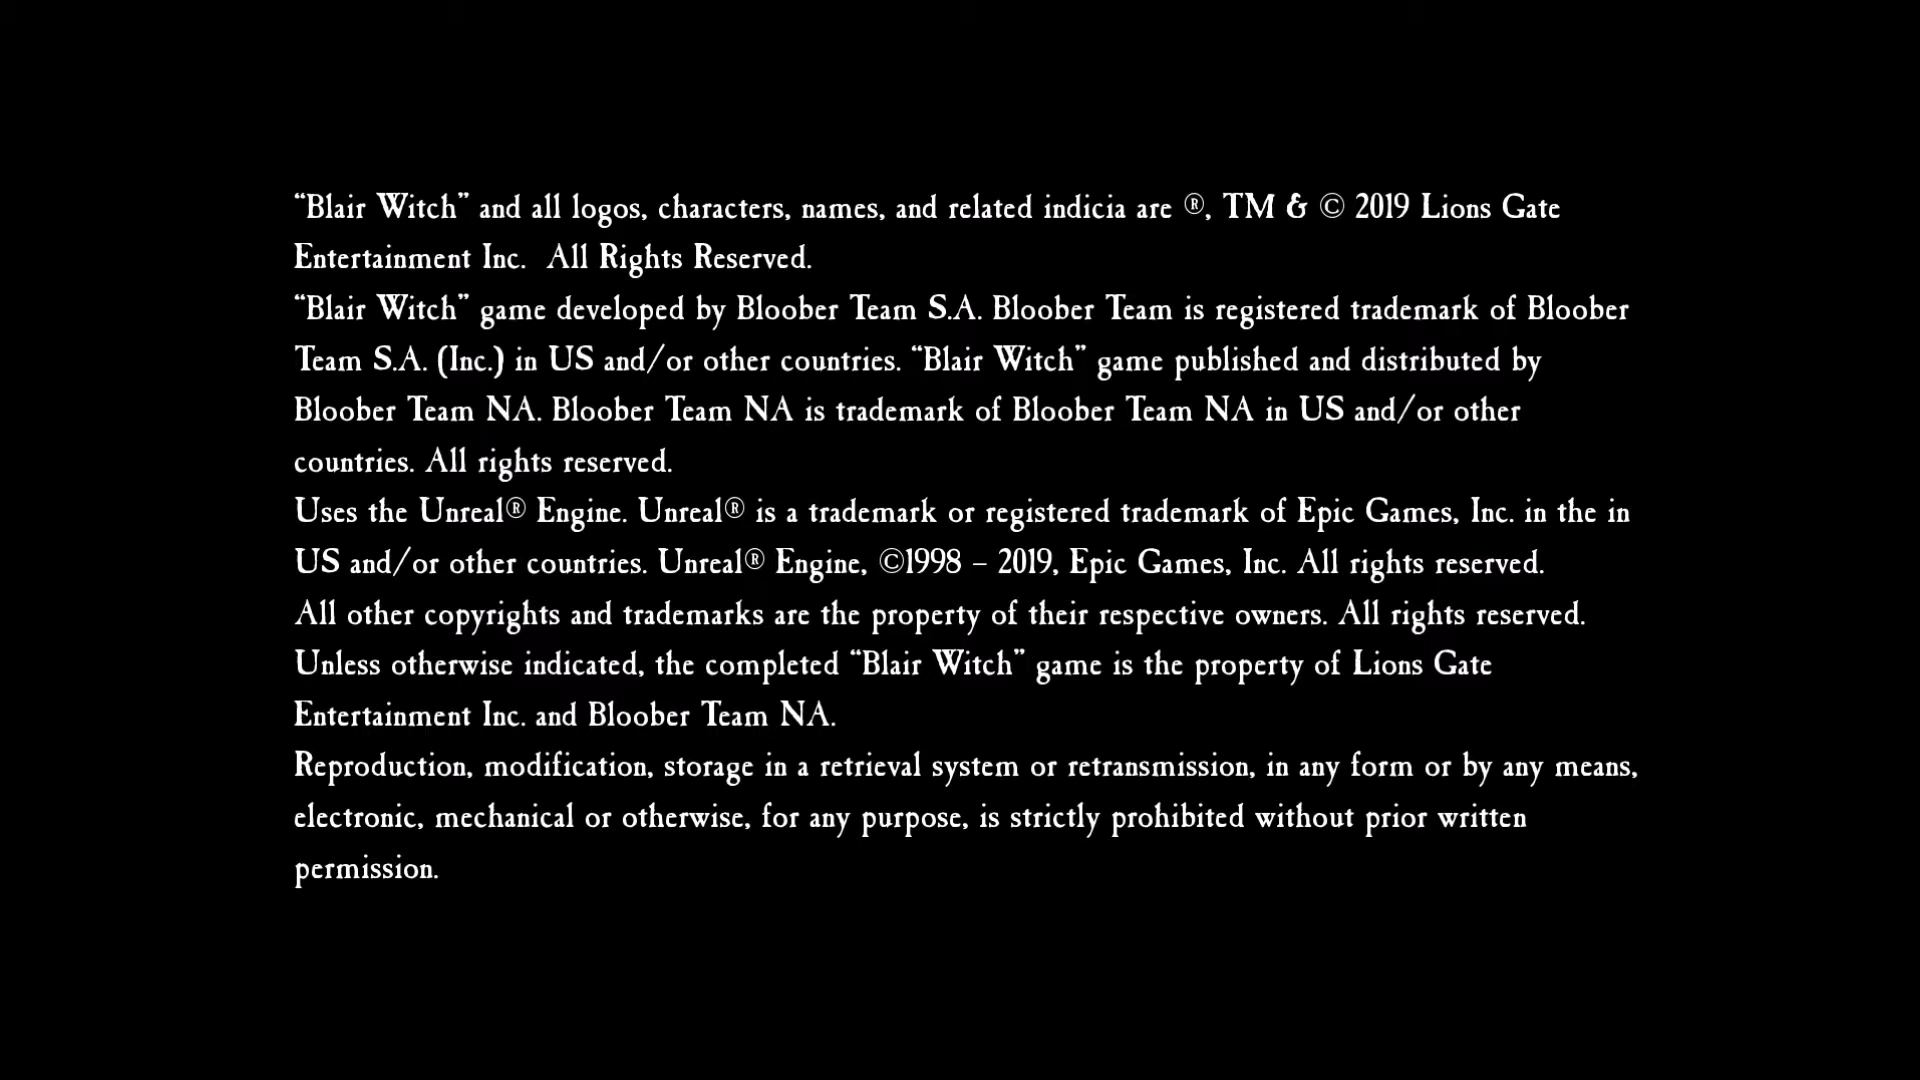 “Blair Witch” and all logos, characters, names, and related indicia are ®, TM & © 2019 Lions Gate
Entertainment Inc.  All Rights Reserved.
“Blair Witch” game developed by Bloober Team S.A. Bloober Team is registered trademark of Bloober
Team S.A. (Inc.) in US and/or other countries. “Blair Witch” game published and distributed by
Bloober Team NA. Bloober Team NA is trademark of Bloober Team NA in US and/or other
countries. All rights reserved.
Uses the Unreal® Engine. Unreal® is a trademark or registered trademark of Epic Games, Inc. in the in
US and/or other countries. Unreal® Engine, ©1998 – 2019, Epic Games, Inc. All rights reserved.
All other copyrights and trademarks are the property of their respective owners. All rights reserved.
Unless otherwise indicated, the completed “Blair Witch” game is the property of Lions Gate
Entertainment Inc. and Bloober Team NA.
Reproduction, modification, storage in a retrieval system or retransmission, in any form or by any means,
electronic, mechanical or otherwise, for any purpose, is strictly prohibited without prior written
permission.